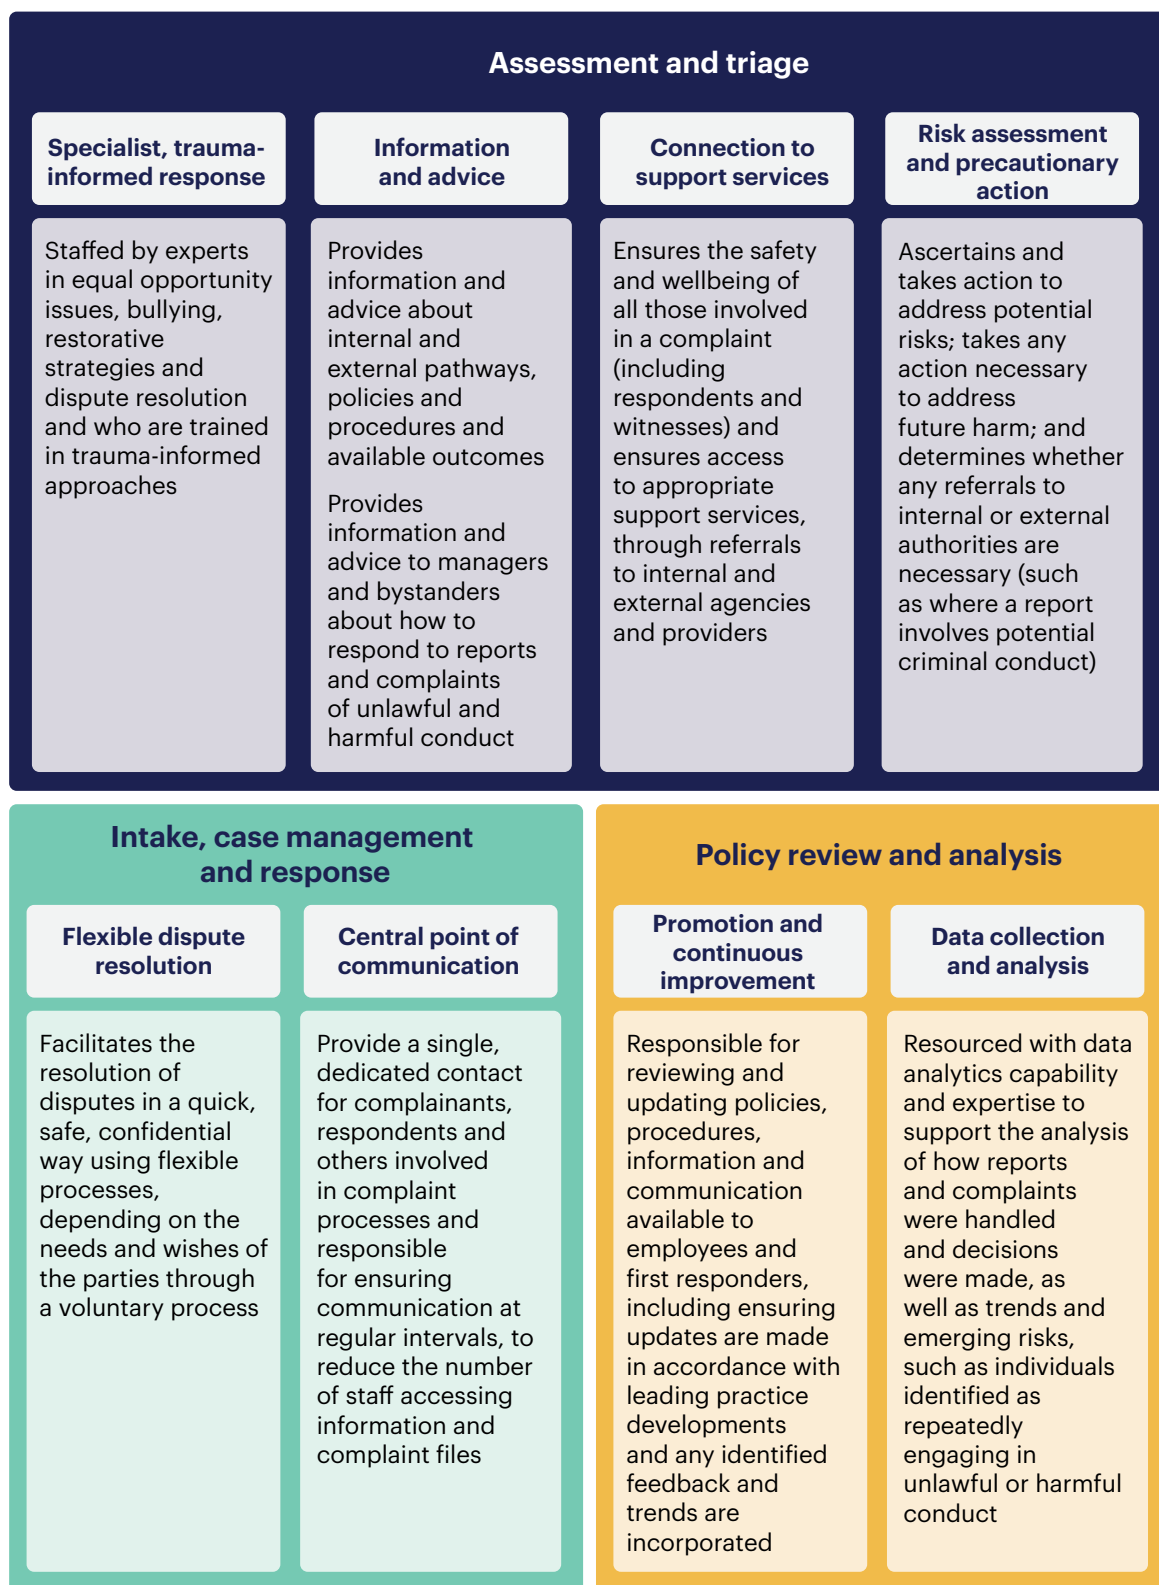 Assessment and triage
Specialist, trauma-
informed response
Staffed by experts
in equal opportunity
issues, bullying,
restorative
strategies and
dispute resolution
and who are trained
in trauma-informed
approaches
Information
and advice
Provides
information and
advice about
internal and
external pathways,
policies and
procedures and
available outcomes
Provides
information and
advice to managers
and bystanders
about how to
respond to reports
and complaints
of unlawful and
harmful conduct
Connection to
support services
Ensures the safety
and wellbeing of
all those involved
in a complaint
(including
respondents and
witnesses) and
ensures access
to appropriate
support services,
through referrals
to internal and
external agencies
and providers
Risk assessment
and precautionary
action
Ascertains and
takes action to
address potential
risks; takes any
action necessary
to address
future harm; and
determines whether
any referrals to
internal or external
authorities are
necessary (such
as where a report
involves potential
criminal conduct)
Intake, case management
and response
Flexible dispute
resolution
Facilitates the
resolution of
disputes in a quick,
safe, confidential
way using flexible
processes,
depending on the
needs and wishes of
the parties through
a voluntary process
Central point of
communication
Provide a single,
dedicated contact
for complainants,
respondents and
others involved
in complaint
processes and
responsible
for ensuring
communication at
regular intervals, to
reduce the number
of staff accessing
information and
complaint files
Policy review and analysis
Promotion and
continuous
improvement
Responsible for
reviewing and
updating policies,
procedures,
information and
communication
available to
employees and
first responders,
including ensuring
updates are made
in accordance with
leading practice
developments
and any identified
feedback and
trends are
incorporated
Data collection
and analysis
Resourced with data
analytics capability
and expertise to
support the analysis
of how reports
and complaints
were handled
and decisions
were made, as
well as trends and
emerging risks,
such as individuals
identified as
repeatedly
engaging in
unlawful or harmful
conduct